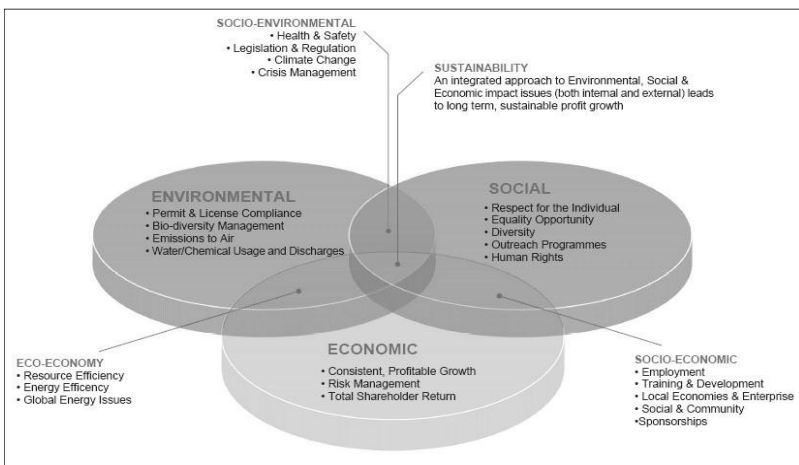 SOCIO-ENVIRONMENTAL
• Health & Safety
• Legislation & Regulation
• Climate Change
• Crisis Management
SUSTAINABILITY
An integrated approach to Environmental, Social &
Economic impact issues (both internal and external) leads
to long term, sustainable profit growth
ENVIRONMENTAL
• Permit & License Compliance
• Bio-diversity Management
• Emissions to Air
• Water/Chemical Usage and Discharges
SOCIAL
• Respect for the Individual
• Equality Opportunity
• Diversity
• Outreach Programmes
• Human Rights
ECO-ECONOMY
• Resource Efficiency
• Energy Efficency
• Global Energy Issues
ECONOMIC
• Consistent, Profitable Growth
• Risk Management
• Total Shareholder Return
SOCIO-ECONOMIC
• Employment
• Training & Development
• Local Economies & Enterprise
• Social & Community
•Sponsorships